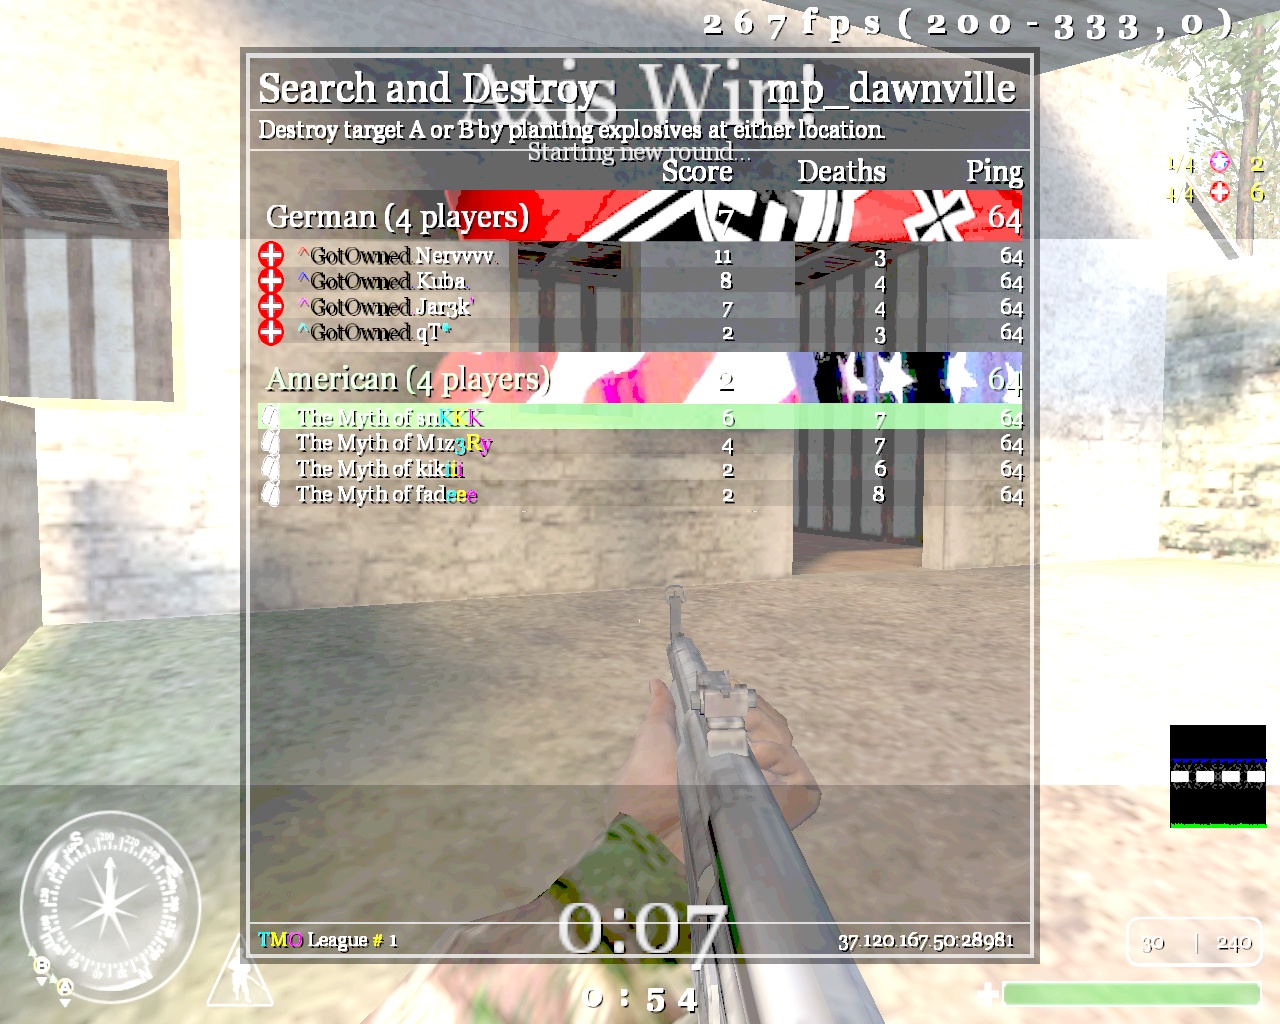 267fps(200-333,0)
Axis Win!
Search and Destroy mp_dawnville
Destroy target A or B by planting explosives at either location.
Starting new round...
Score Deaths Ping
1/4 2
4/4 6
German (4 players) 7 64
^GotOwned.Nervvvv. 11 3 64
^GotOwned.Kuba. 8 4 64
^GotOwned.Jar3k' 7 4 64
^GotOwned.qT* 2 3 64
American (4 players) 2 64
The Myth of snKKK 6 7 64
The Myth of M1z3Ry 4 7 64
The Myth of kikiii 2 6 64
The Myth of fadeee 2 8 64
0:07
TMO League # 1 37.120.167.50:28981
30 | 240
0:54
B
A